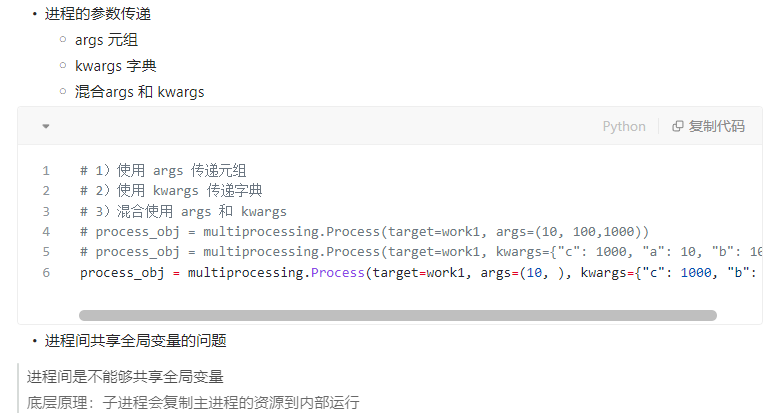 进程的参数传递
args 元组
kwargs 字典
混合args 和 kwargs
Python 复制代码
1 # 1）使用 args 传递元组
2 # 2）使用 kwargs 传递字典
3 # 3）混合使用 args 和 kwargs
4 # process_obj = multiprocessing.Process(target=work1, args=(10, 100,1000))
5 # process_obj = multiprocessing.Process(target=work1, kwargs={"c": 1000, "a": 10, "b": 10
6 process_obj = multiprocessing.Process(target=work1, args=(10, ), kwargs={"c": 1000, "b":
进程间共享全局变量的问题
进程间是不能够共享全局变量
底层原理：子进程会复制主进程的资源到内部运行